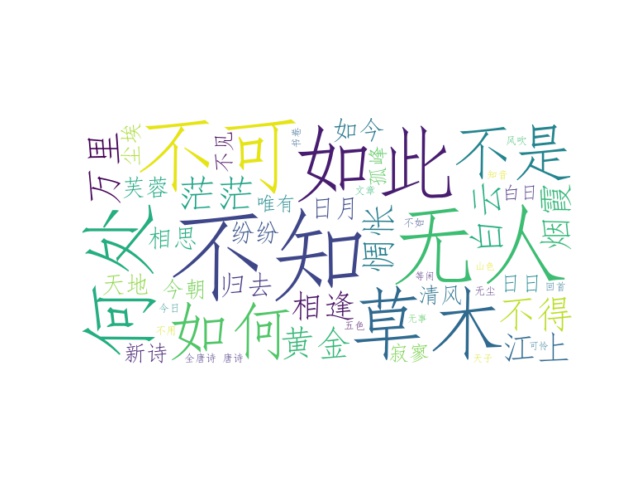 万里
尘埃
不可
不见
书卷
如今
如此
孤峰
文章
不是
风吹
知音
芙蓉
茫茫
唯有
日月
白云
白日
烟霞
何处
相思
不知
纷纷
惆怅
不如
无人
天地
今朝
归去
相逢
等闲
清风
无尘
日日
回首
今日
如何
五色
草木
无事
不得
不用
新诗
全唐诗
唐诗
黄金
寂寥
天子
江上
可怜